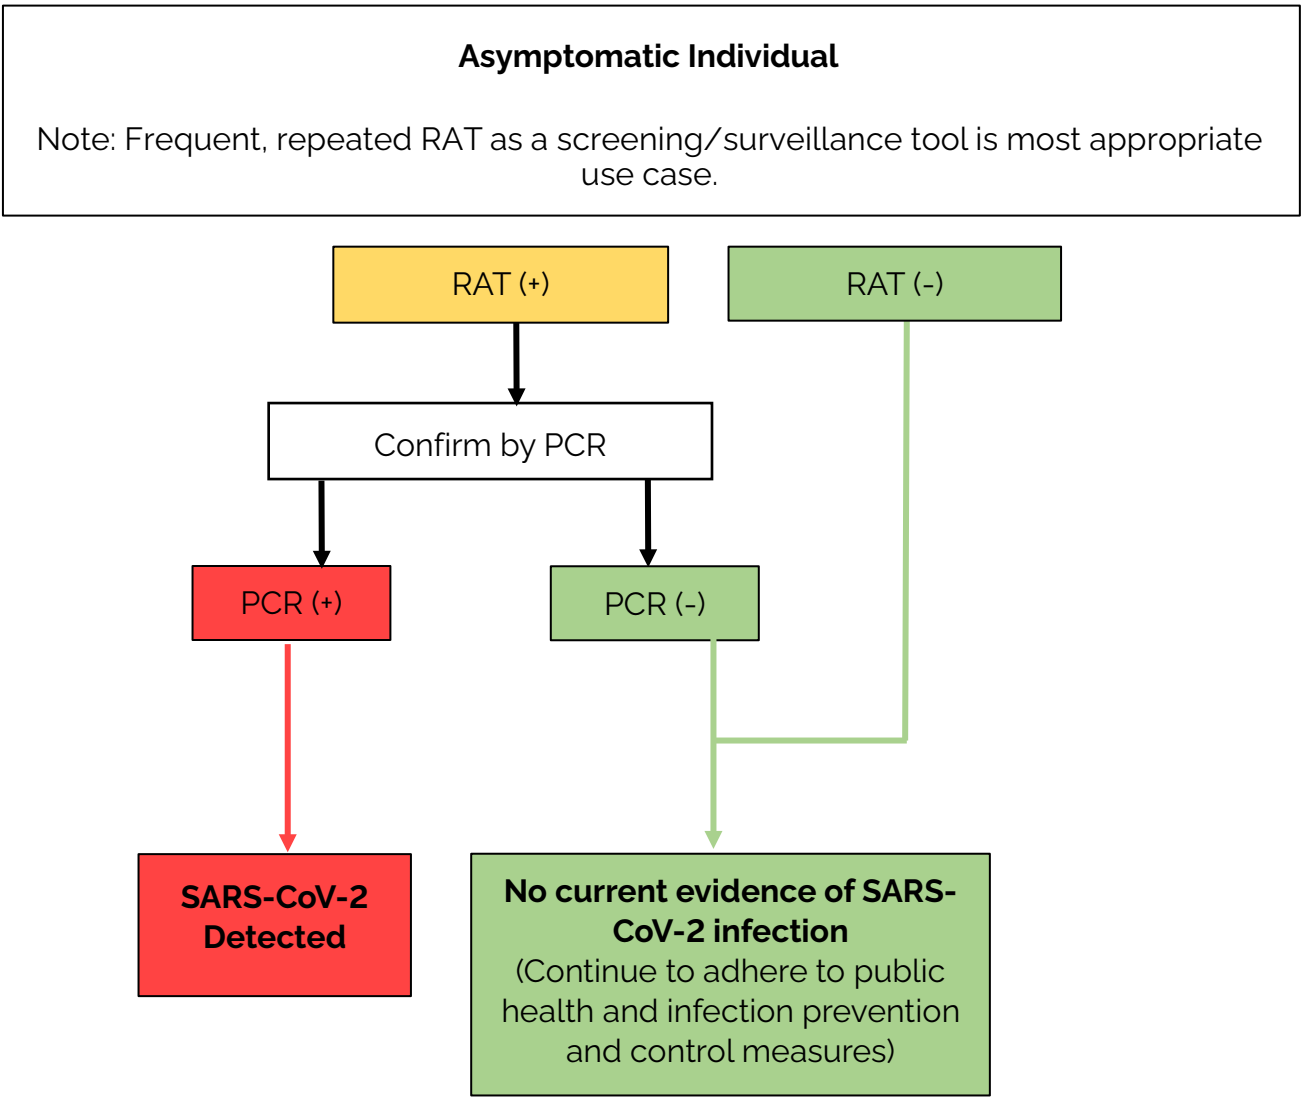 Asymptomatic Individual
Note: Frequent, repeated RAT as a screening/surveillance tool is most appropriate
use case.
RAT (+)
RAT (-)
Confirm by PCR
PCR (+)
PCR (-)
SARS-CoV-2
Detected
No current evidence of SARS-
CoV-2 infection
(Continue to adhere to public
health and infection prevention
and control measures)